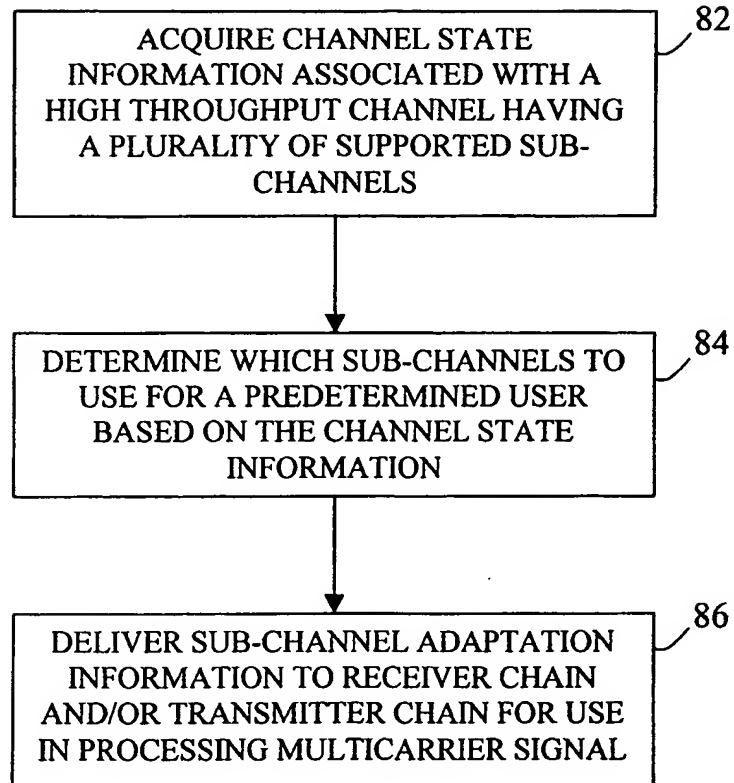 82
ACQUIRE CHANNEL STATE
INFORMATION ASSOCIATED WITH A
HIGH THROUGHPUT CHANNEL HAVING
A PLURALITY OF SUPPORTED SUB-
CHANNELS
84
DETERMINE WHICH SUB-CHANNELS TO
USE FOR A PREDETERMINED USER
BASED ON THE CHANNEL STATE
INFORMATION
86
DELIVER SUB-CHANNEL ADAPTATION
INFORMATION TO RECEIVER CHAIN
AND/OR TRANSMITTER CHAIN FOR USE
IN PROCESSING MULTICARRIER SIGNAL